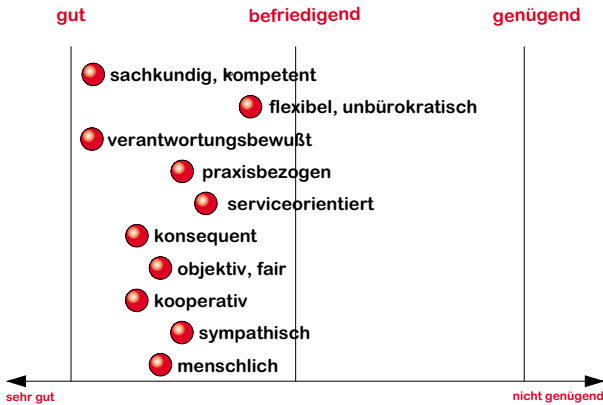 gut befriedigend genügend
sachkundig, kompetent
flexibel, unbürokratisch
verantwortungsbewußt
praxisbezogen
serviceorientiert
konsequent
objektiv, fair
kooperativ
sympathisch
menschlich
sehr gut nicht genügend